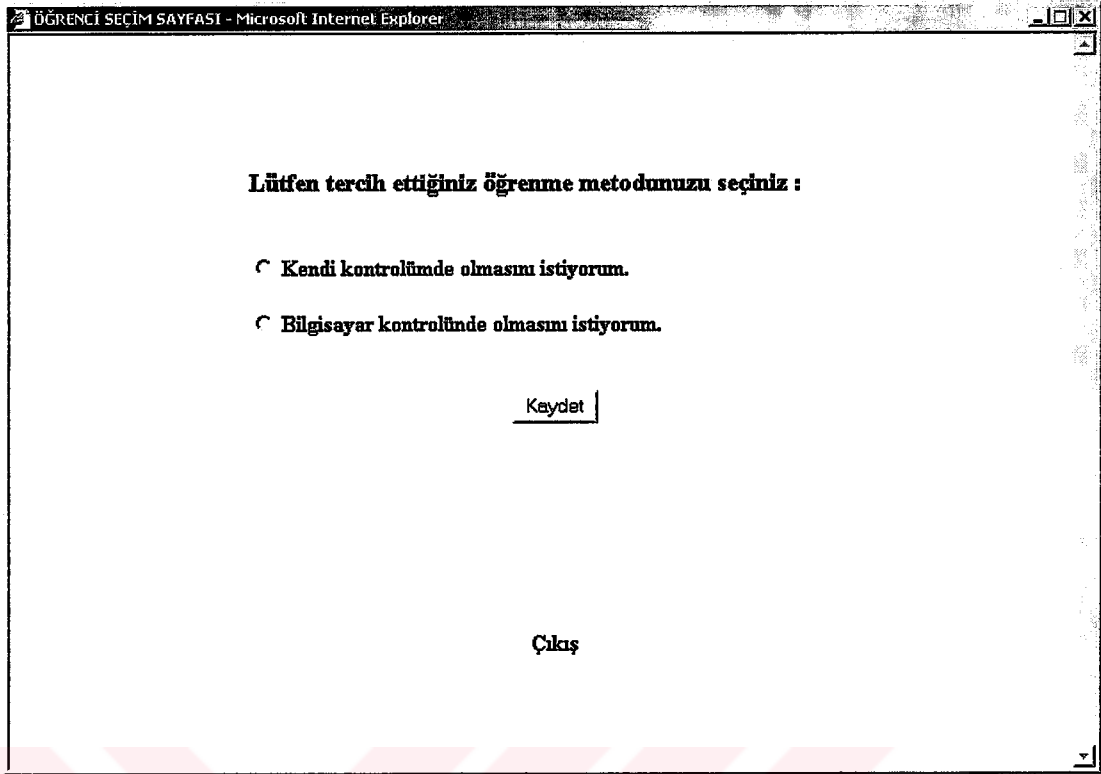 ÖĞRENCİ SEÇİM SAYFASI - Microsoft Internet Explorer
Lütfen tercih ettiğiniz öğrenme metodunuzu seçiniz :
Kendi kontrolümde olmasını istiyorum.
Bilgisayar kontrolünde olmasını istiyorum.
Kaydet
Çıkış